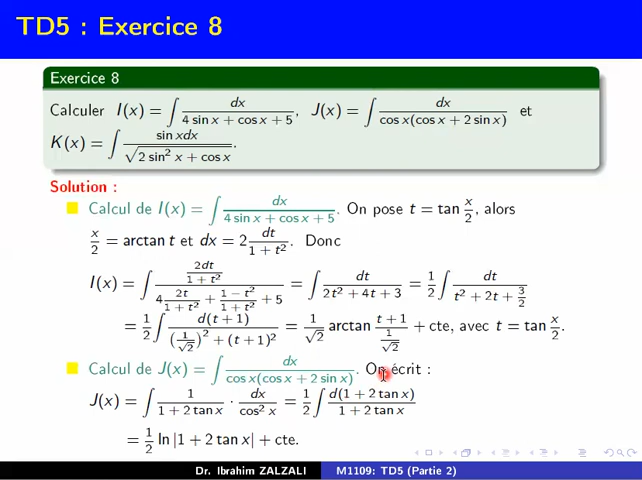 TD5 : Exercice 8
Exercice 8
Calculer I(x) = ∫ dx / (4 sin x + cos x + 5), J(x) = ∫ dx / (cos x(cos x + 2 sin x)) et
K(x) = ∫ sin xdx / √(2 sin² x + cos x).
Solution :
Calcul de I(x) = ∫ dx / (4 sin x + cos x + 5). On pose t = tan x/2, alors
x/2 = arctan t et dx = 2 dt/(1 + t²). Donc
I(x) = ∫ (2dt/(1 + t²)) / (4 2t/(1 + t²) + (1 − t²)/(1 + t²) + 5) = ∫ dt / (2t² + 4t + 3) = 1/2 ∫ dt / (t² + 2t + 3/2)
= 1/2 ∫ d(t + 1) / ((1/√2)² + (t + 1)²) = 1/√2 arctan (t + 1)/(1/√2) + cte, avec t = tan x/2.
Calcul de J(x) = ∫ dx / (cos x(cos x + 2 sin x)). On écrit :
J(x) = ∫ 1/(1 + 2 tan x) · dx/cos² x = 1/2 ∫ d(1 + 2 tan x)/(1 + 2 tan x)
= 1/2 ln |1 + 2 tan x| + cte.
Dr. Ibrahim ZALZALI M1109: TD5 (Partie 2)